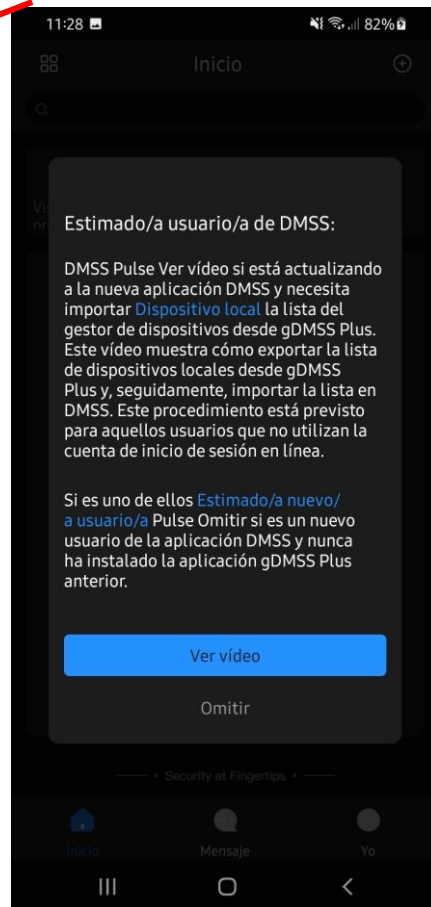 11:28
82%
Inicio
Estimado/a usuario/a de DMSS:
DMSS Pulse Ver vídeo si está actualizando
a la nueva aplicación DMSS y necesita
importar Dispositivo local la lista del
gestor de dispositivos desde gDMSS Plus.
Este vídeo muestra cómo exportar la lista
de dispositivos locales desde gDMSS
Plus y, seguidamente, importar la lista en
DMSS. Este procedimiento está previsto
para aquellos usuarios que no utilizan la
cuenta de inicio de sesión en línea.
Si es uno de ellos Estimado/a nuevo/
a usuario/a Pulse Omitir si es un nuevo
usuario de la aplicación DMSS y nunca
ha instalado la aplicación gDMSS Plus
anterior.
Ver vídeo
Omitir
Security at Fingertips
Inicio Mensaje Yo